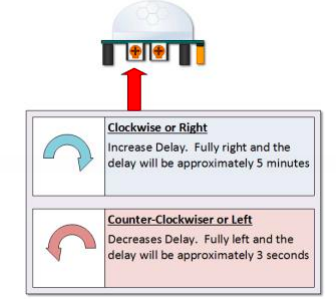 Clockwise or Right
Increase Delay. Fully right and the
delay will be approximately 5 minutes
Counter-Clockwiser or Left
Decreases Delay. Fully left and the
delay will be approximately 3 seconds